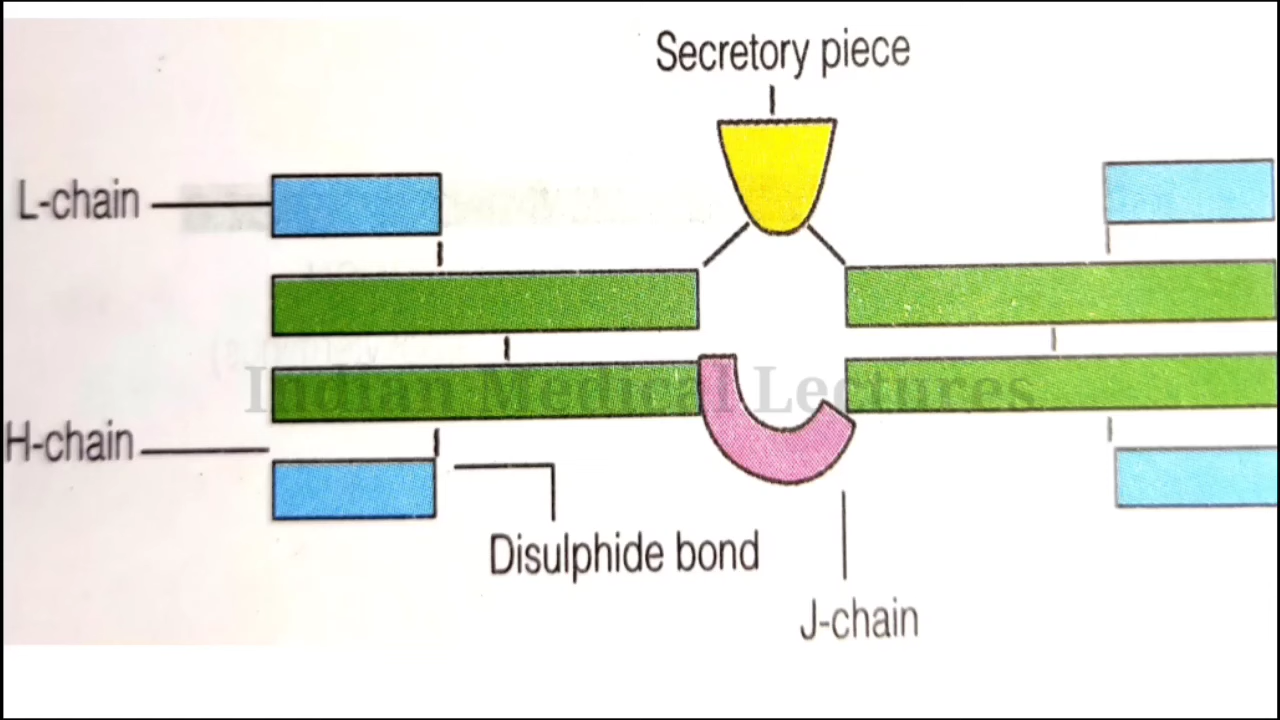 Secretory piece
L-chain
Indian Medical Lectures
H-chain
Disulphide bond
J-chain